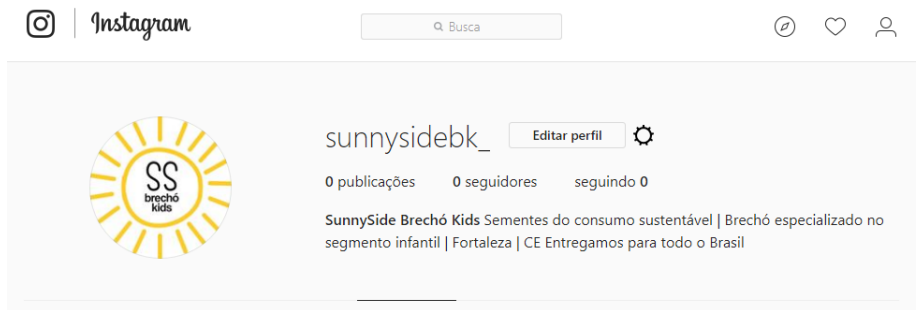 Instagram
Busca
sunnysidebk_
Editar perfil
0 publicações 0 seguidores seguindo 0
SS
brechó
kids
SunnySide Brechó Kids Sementes do consumo sustentável | Brechó especializado no
segmento infantil | Fortaleza | CE Entregamos para todo o Brasil